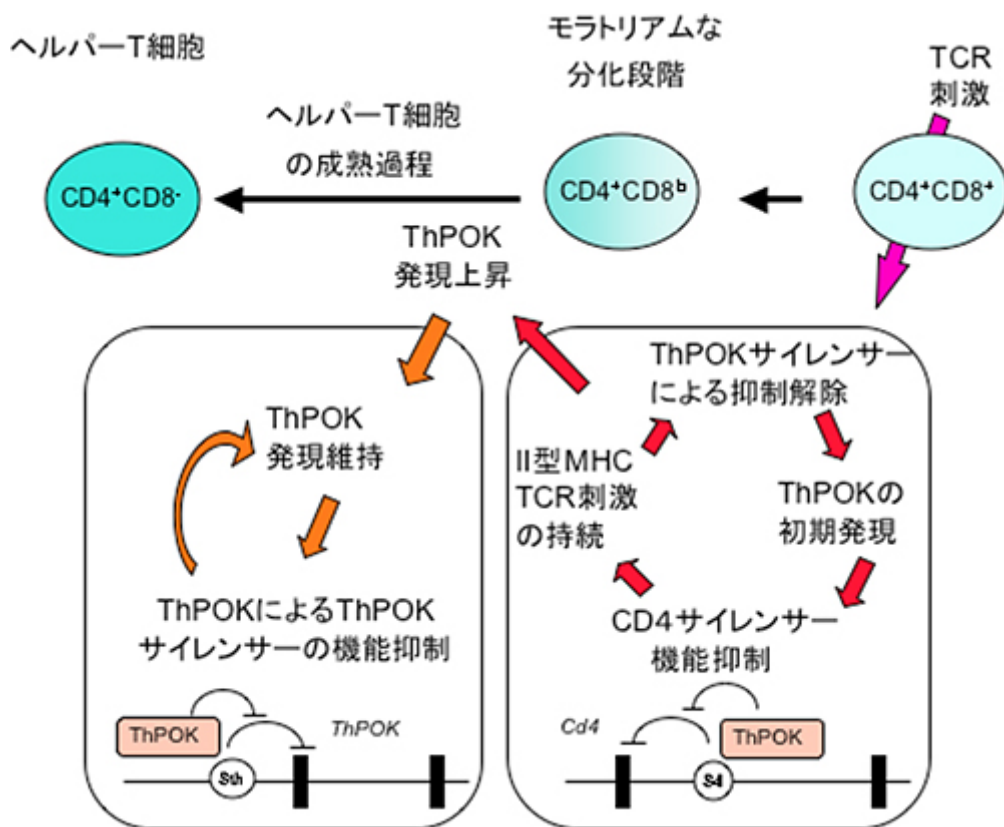 ヘルパーT細胞
モラトリアムな
分化段階
TCR
刺激
ヘルパーT細胞
の成熟過程
CD4⁺CD8⁻
CD4⁺CD8ᵇ
CD4⁺CD8⁺
ThPOK
発現上昇
ThPOK
発現維持
ThPOKによるThPOK
サイレンサーの機能抑制
ThPOK
ThPOK
Sth
ThPOKサイレンサー
による抑制解除
II型MHC
TCR刺激
の持続
ThPOKの
初期発現
CD4サイレンサー
機能抑制
Cd4
ThPOK
S4